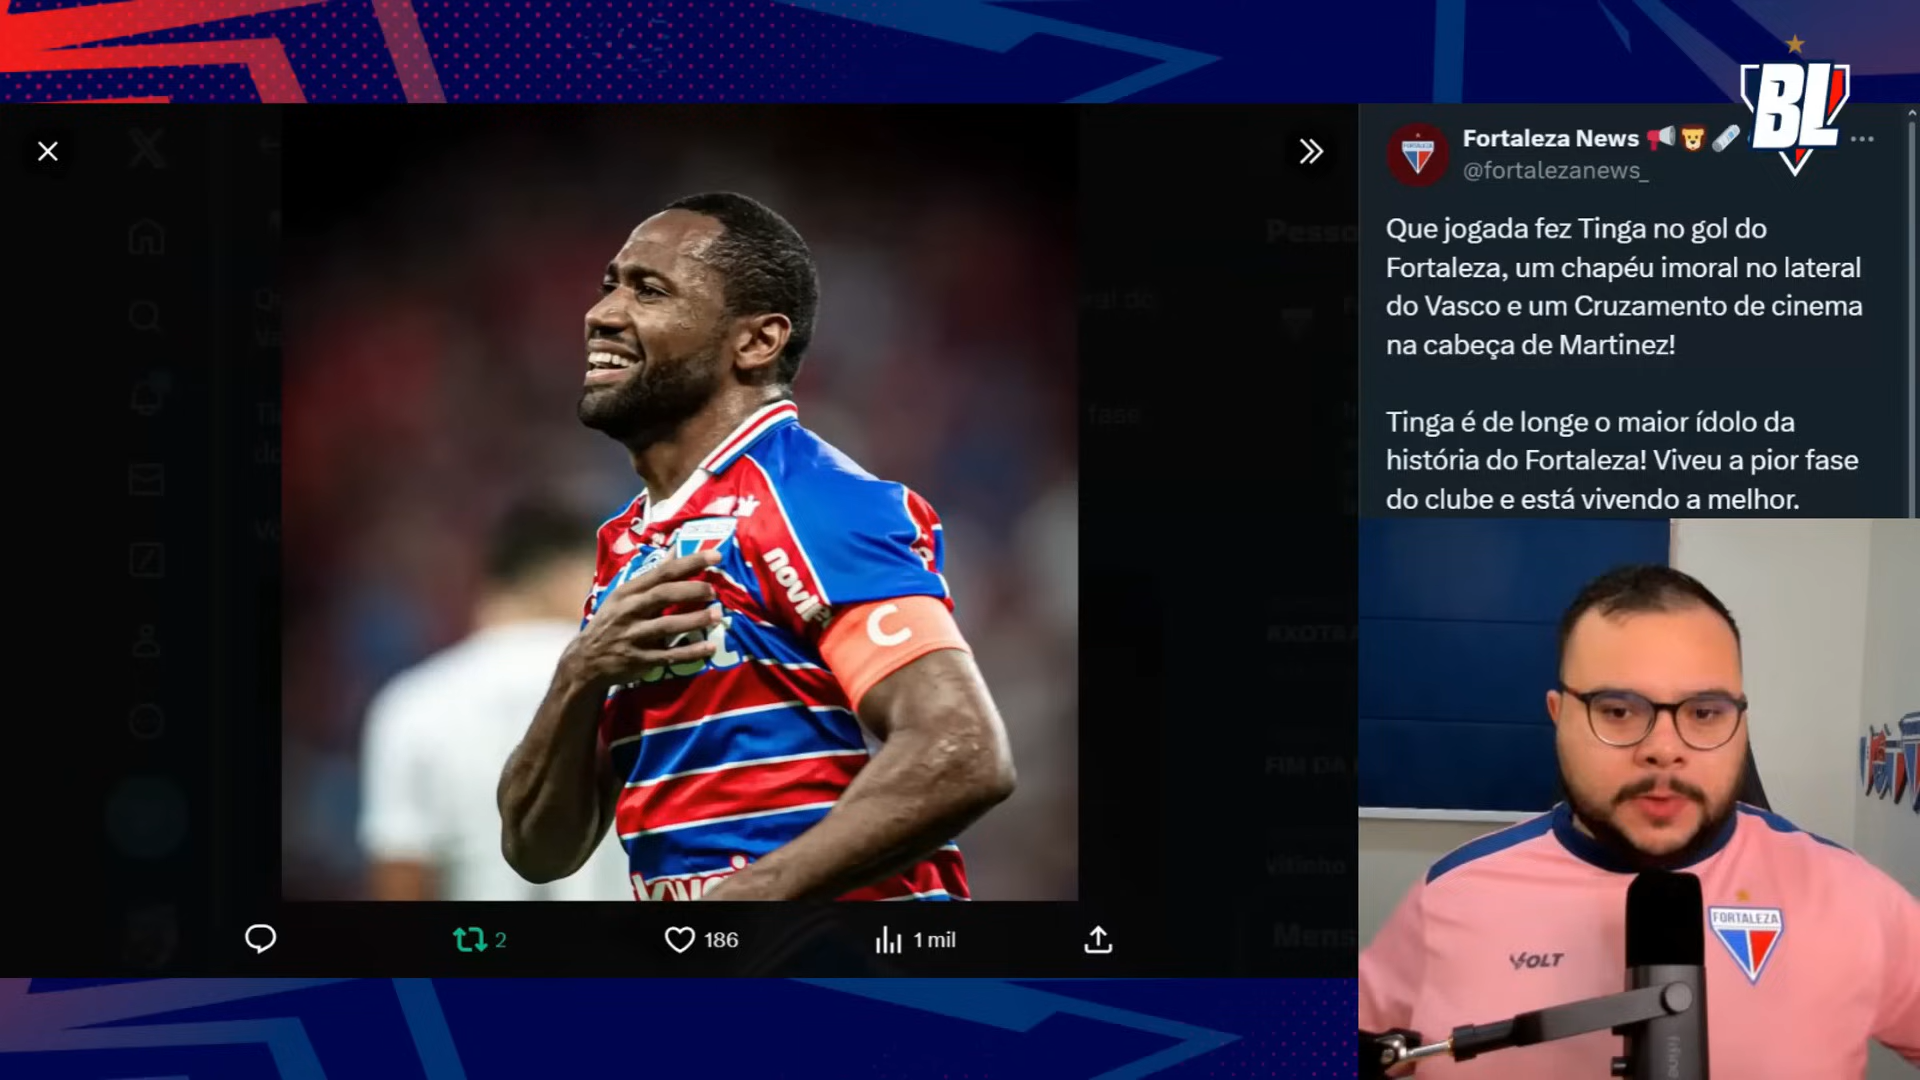 BL
Fortaleza News
@fortalezanews_
Que jogada fez Tinga no gol do
Fortaleza, um chapéu imoral no lateral
do Vasco e um Cruzamento de cinema
na cabeça de Martinez!
Tinga é de longe o maior ídolo da
história do Fortaleza! Viveu a pior fase
do clube e está vivendo a melhor.
FORTALEZA
C
2
186
1 mil
FORTALEZA
VOLT
fifine